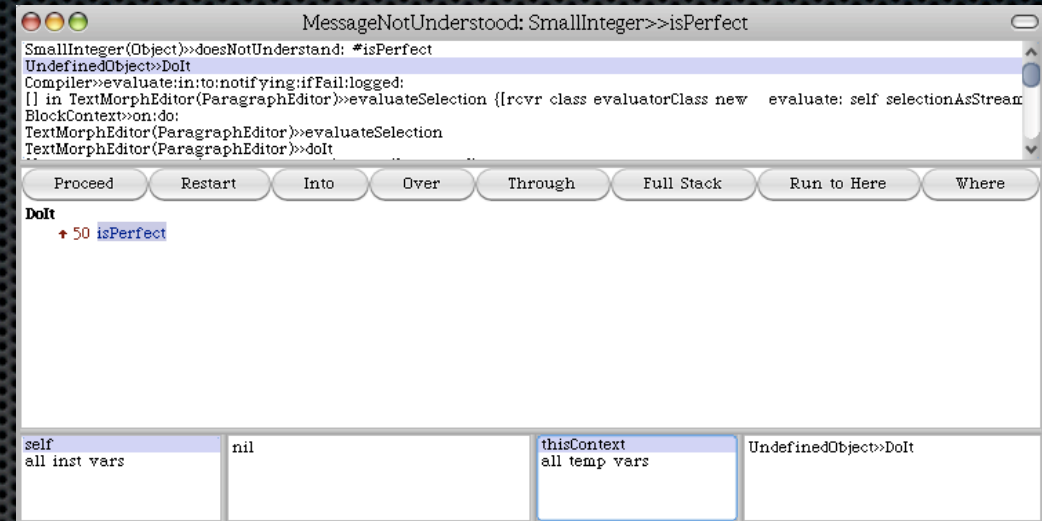 MessageNotUnderstood: SmallInteger>>isPerfect
SmallInteger(Object)»doesNotUnderstand: #isPerfect
UndefinedObject»DoIt
Compiler»evaluate:in:to:notifying:ifFail:logged:
[] in TextMorphEditor(ParagraphEditor)»evaluateSelection {[rcvr class evaluatorClass new    evaluate: self selectionAsStream
BlockContext»on:do:
TextMorphEditor(ParagraphEditor)»evaluateSelection
TextMorphEditor(ParagraphEditor)»doIt
Proceed Restart Into Over Through Full Stack Run to Here Where
DoIt
↑ 50 isPerfect
self
all inst vars
nil
thisContext
all temp vars
UndefinedObject»DoIt